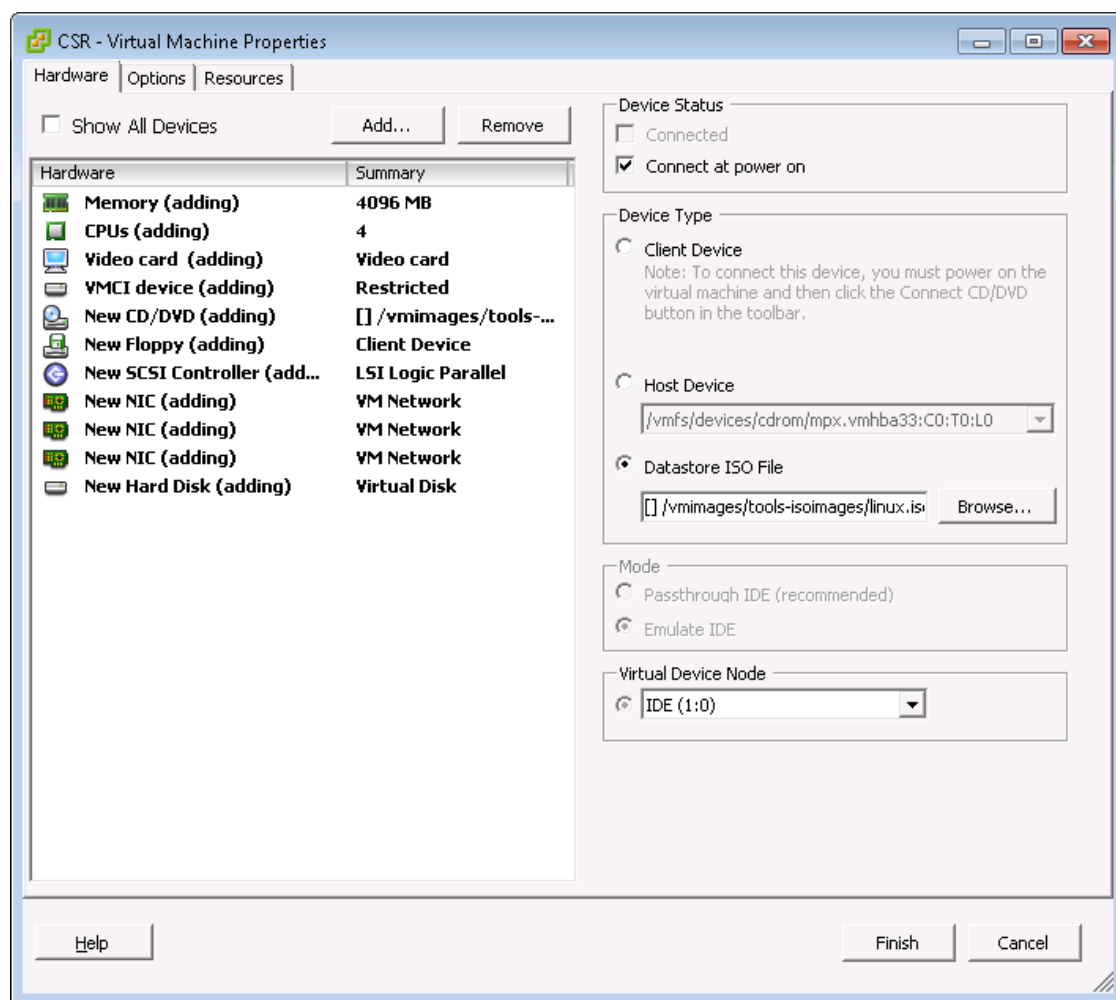 CSR - Virtual Machine Properties
Hardware Options Resources
Show All Devices Add... Remove
Hardware Summary
Memory (adding) 4096 MB
CPUs (adding) 4
Video card (adding) Video card
VMCI device (adding) Restricted
New CD/DVD (adding) [] /vmimages/tools-...
New Floppy (adding) Client Device
New SCSI Controller (add... LSI Logic Parallel
New NIC (adding) VM Network
New NIC (adding) VM Network
New NIC (adding) VM Network
New Hard Disk (adding) Virtual Disk
Device Status
Connected
Connect at power on
Device Type
Client Device
Note: To connect this device, you must power on the
virtual machine and then click the Connect CD/DVD
button in the toolbar.
Host Device
/vmfs/devices/cdrom/mpx.vmhba33:C0:T0:L0
Datastore ISO File
[] /vmimages/tools-isoimages/linux.iso Browse...
Mode
Passthrough IDE (recommended)
Emulate IDE
Virtual Device Node
IDE (1:0)
Help Finish Cancel